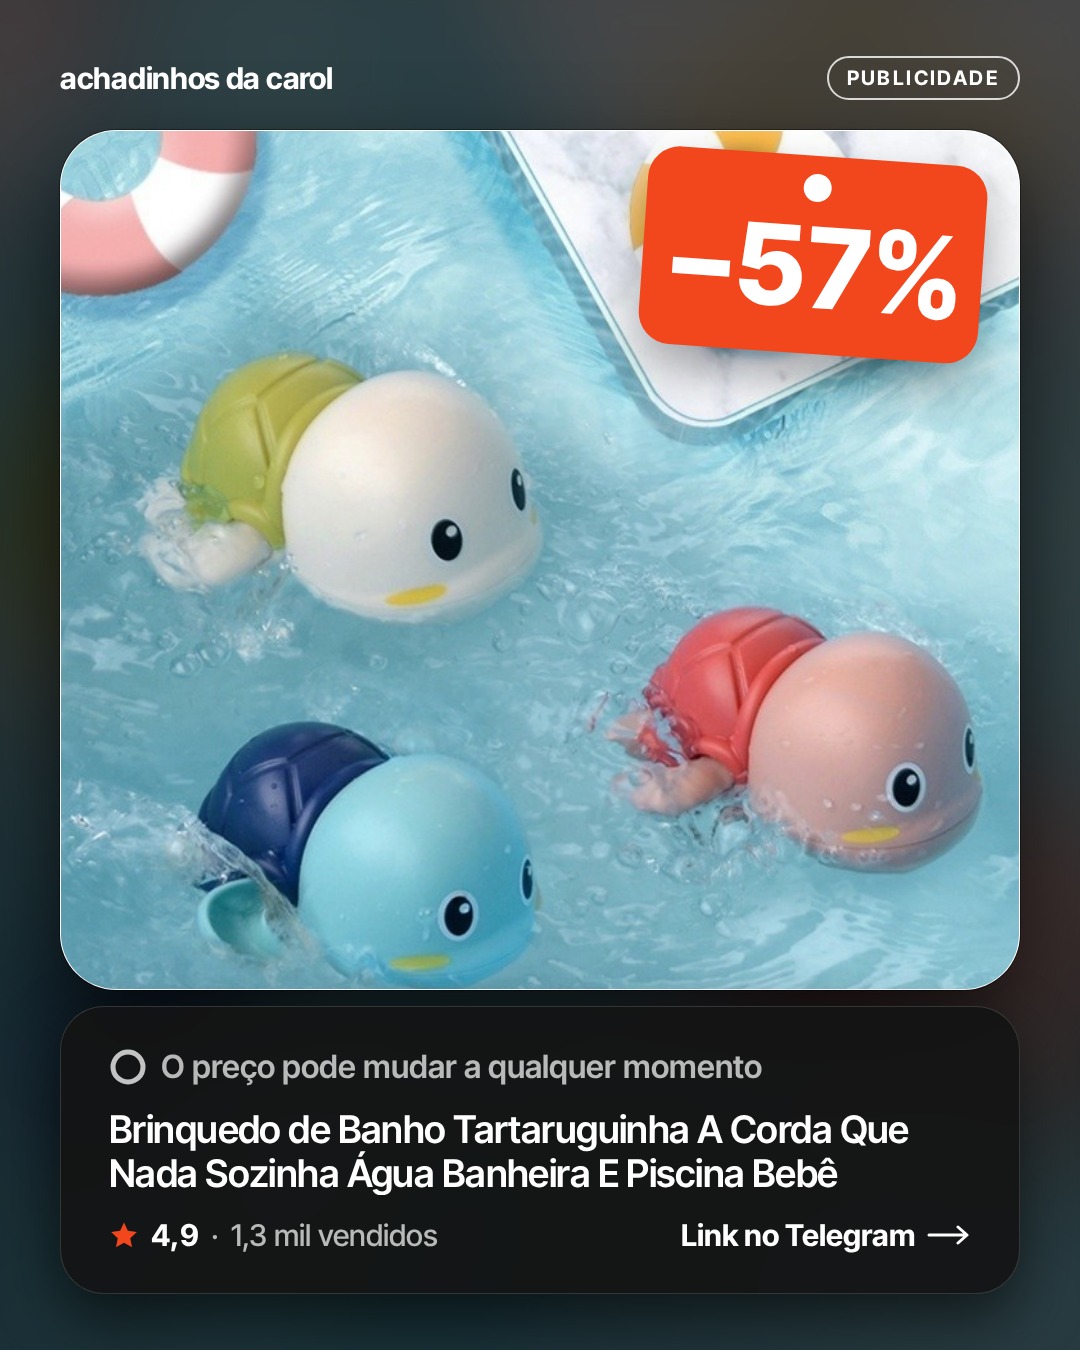 achadinhos da carol
PUBLICIDADE
–57%
O preço pode mudar a qualquer momento
Brinquedo de Banho Tartaruguinha A Corda Que
Nada Sozinha Água Banheira E Piscina Bebê
4,9 · 1,3 mil vendidos
Link no Telegram →